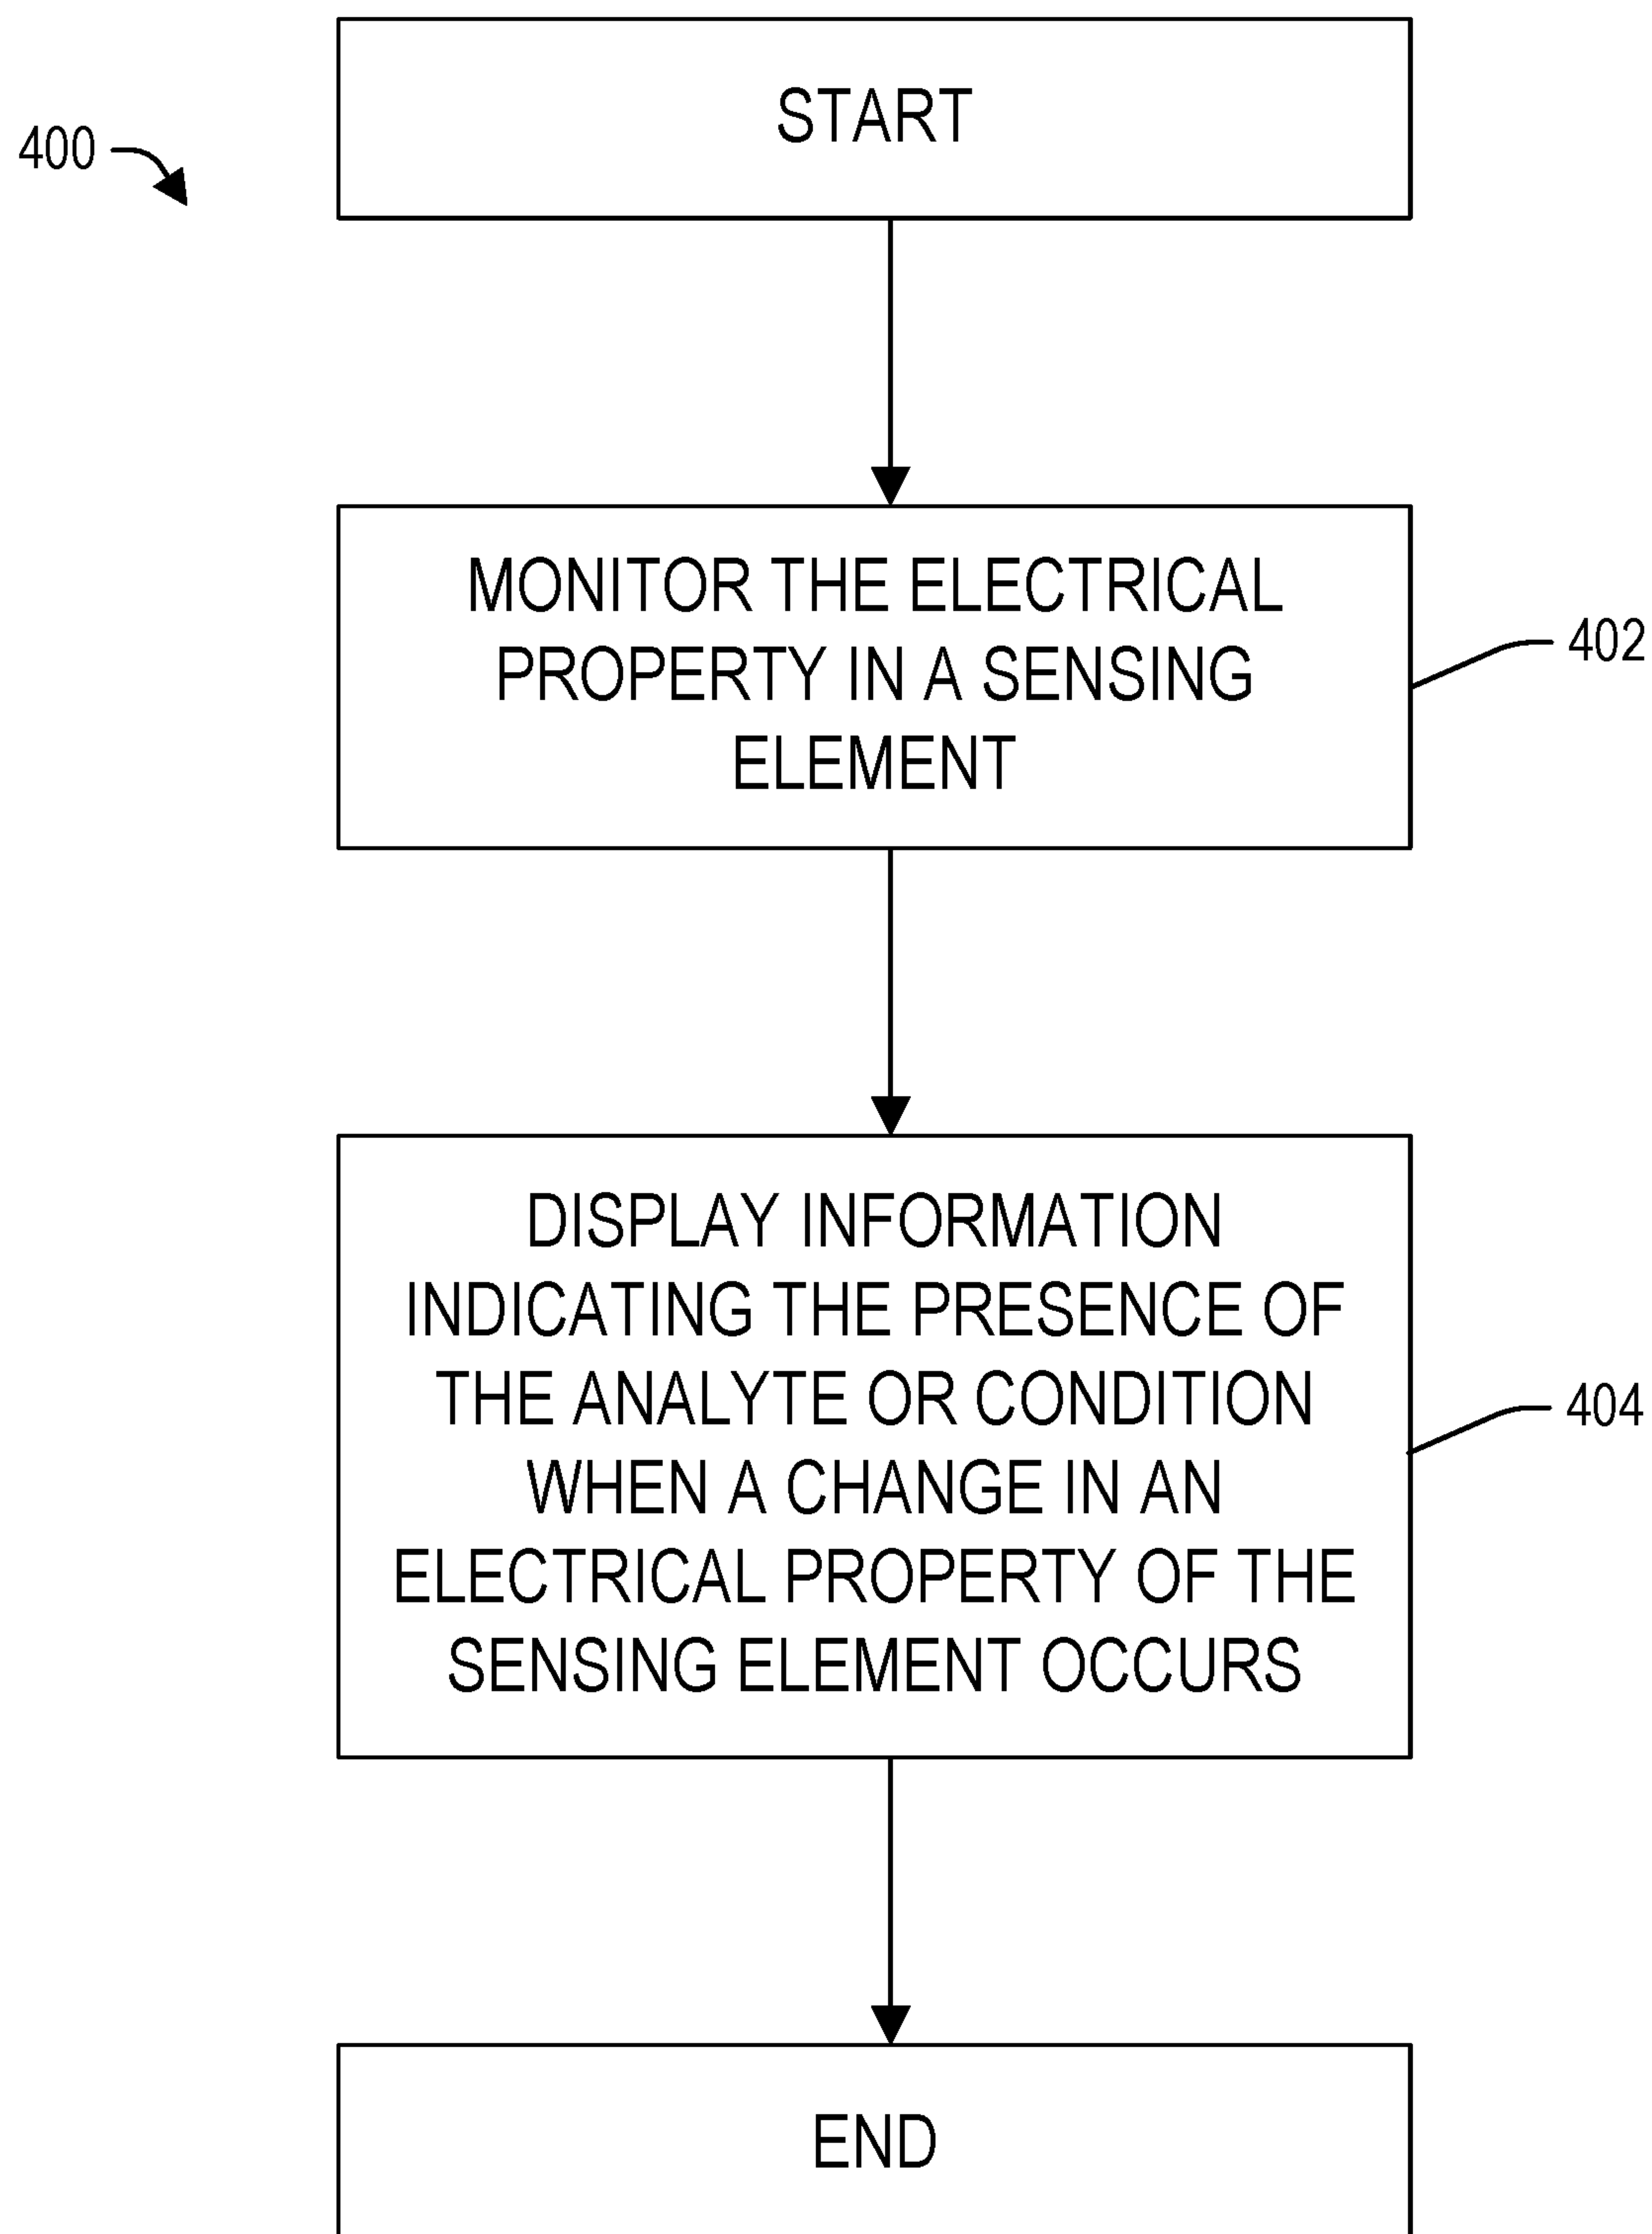 START
400
MONITOR THE ELECTRICAL
PROPERTY IN A SENSING
ELEMENT
402
DISPLAY INFORMATION
INDICATING THE PRESENCE OF
THE ANALYTE OR CONDITION
WHEN A CHANGE IN AN
ELECTRICAL PROPERTY OF THE
SENSING ELEMENT OCCURS
404
END